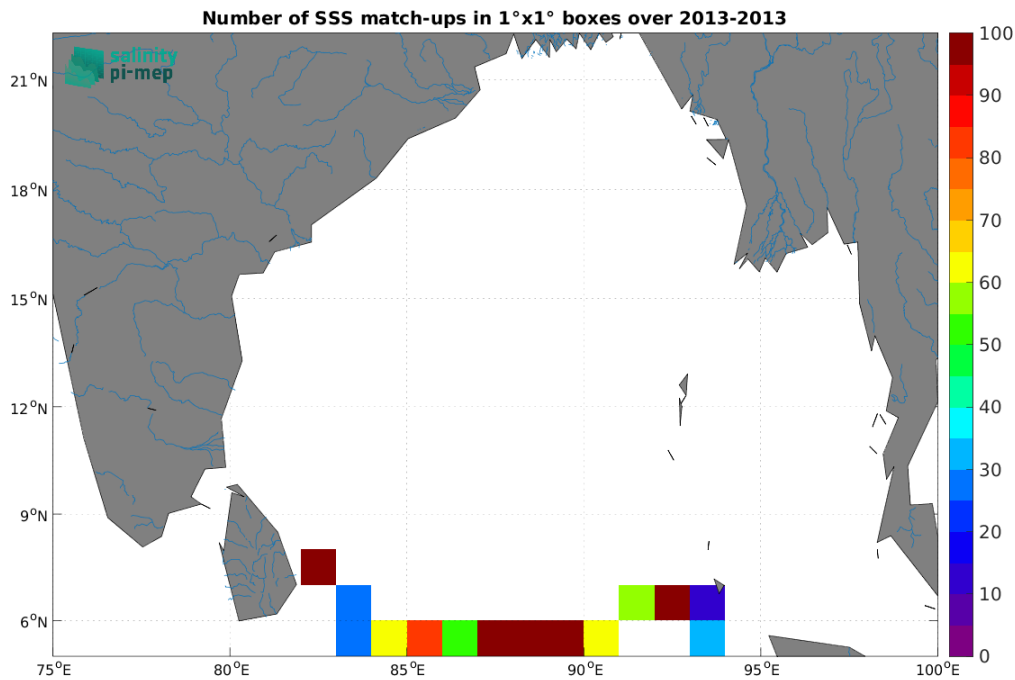 Number of SSS match-ups in 1°x1° boxes over 2013-2013
salinity
pi-mep
21°N
18°N
15°N
12°N
9°N
6°N
75°E
80°E
85°E
90°E
95°E
100°E
100
90
80
70
60
50
40
30
20
10
0